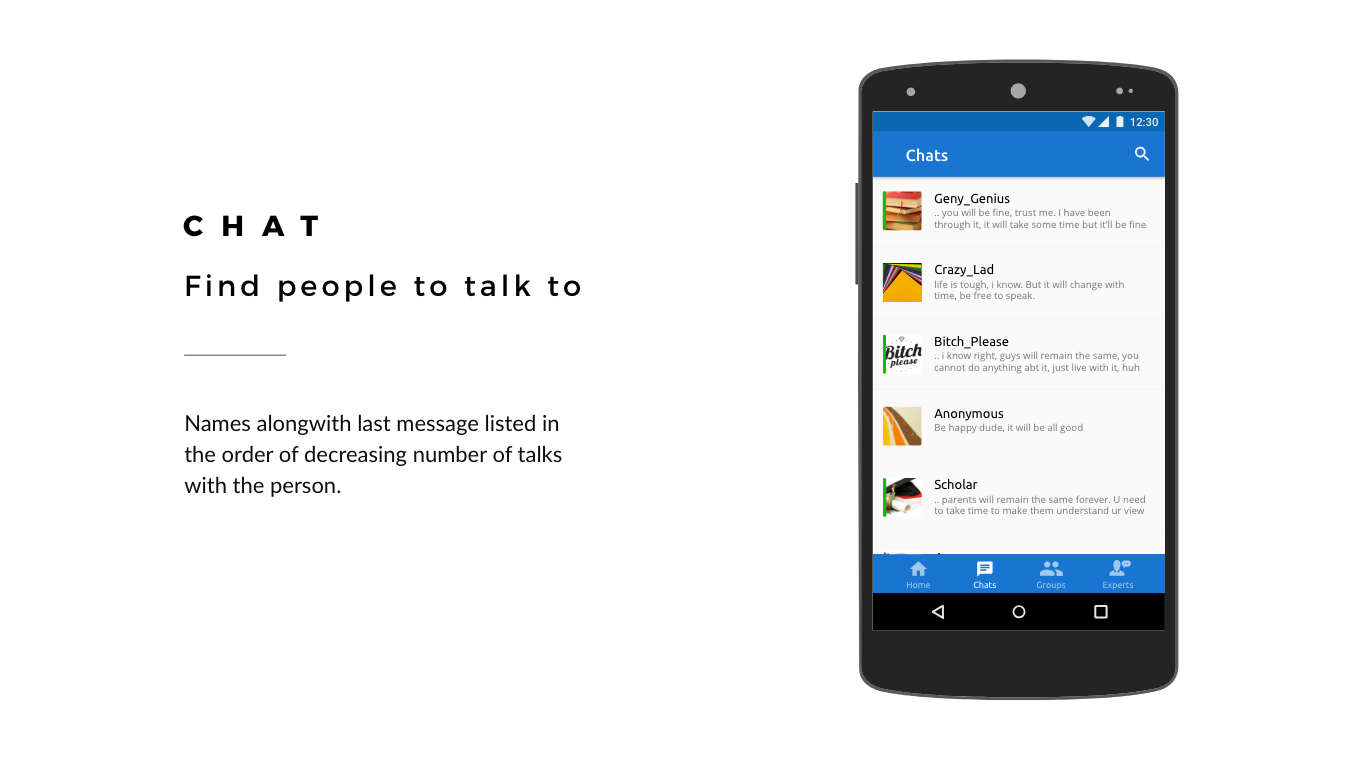 CHAT
Find people to talk to
Names alongwith last message listed in
the order of decreasing number of talks
with the person.
12:30
Chats
Geny_Genius
.. you will be fine, trust me. I have been
through it, it will take some time but it'll be fine
Crazy_Lad
life is tough, i know. But it will change with
time, be free to speak.
Bitch_Please
Bitch
please
.. i know right, guys will remain the same, you
cannot do anything abt it, just live with it, huh
Anonymous
Be happy dude, it will be all good
Scholar
.. parents will remain the same forever. U need
to take time to make them understand ur view
Home
Chats
Groups
Experts